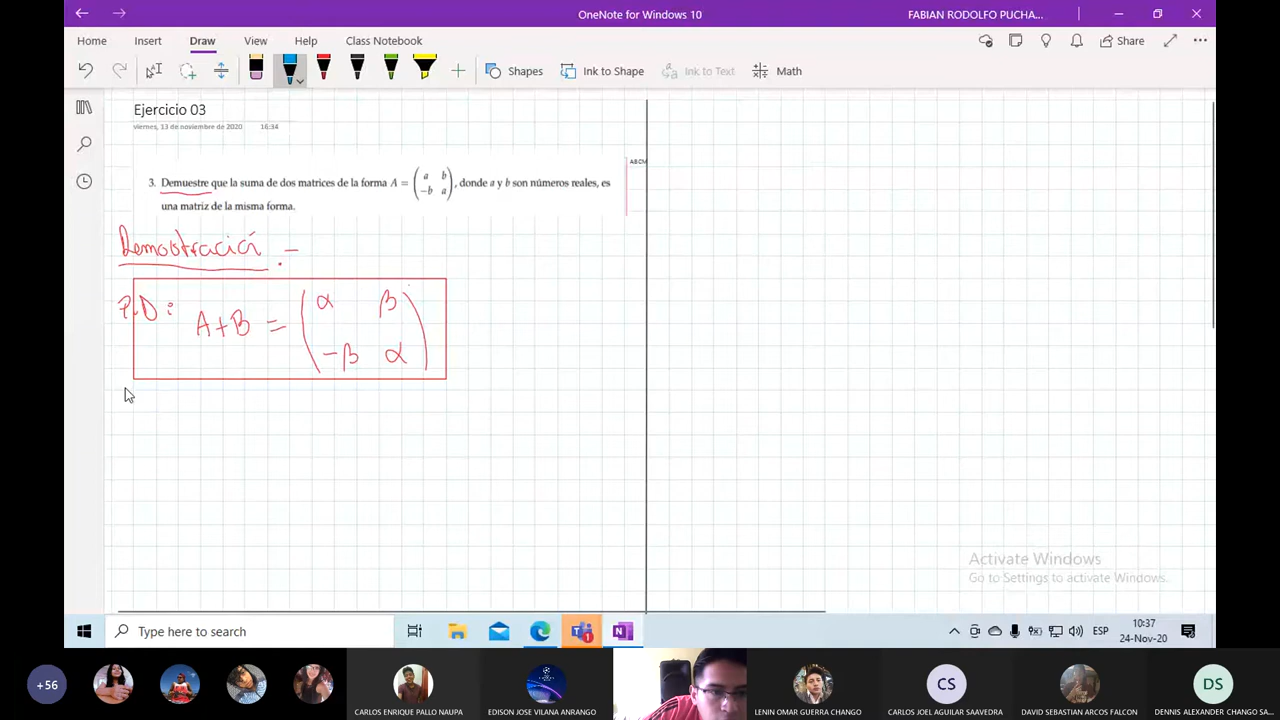 OneNote for Windows 10
FABIAN RODOLFO PUCHA...
Home Insert Draw View Help Class Notebook
Share
Shapes Ink to Shape Ink to Text Math
Ejercicio 03
viernes, 13 de noviembre de 2020 16:34
ABCM
3. Demuestre que la suma de dos matrices de la forma A = ( a b
-b a ), donde a y b son números reales, es
una matriz de la misma forma.
Demostración :-
P.D: A+B = ( α β
-β α )
Activate Windows
Go to Settings to activate Windows.
Type here to search
1
ESP
10:37
24-Nov-20
+56
CARLOS ENRIQUE PALLO NAUPA
EDISON JOSE VILANA ARRANGO
LENIN OMAR GUERRA CHANGO
CS
CARLOS JOEL AGUILAR SAAVEDRA
DAVID SEBASTIAN ARCOS FALCON
DS
DENNIS ALEXANDER CHANGO SA...